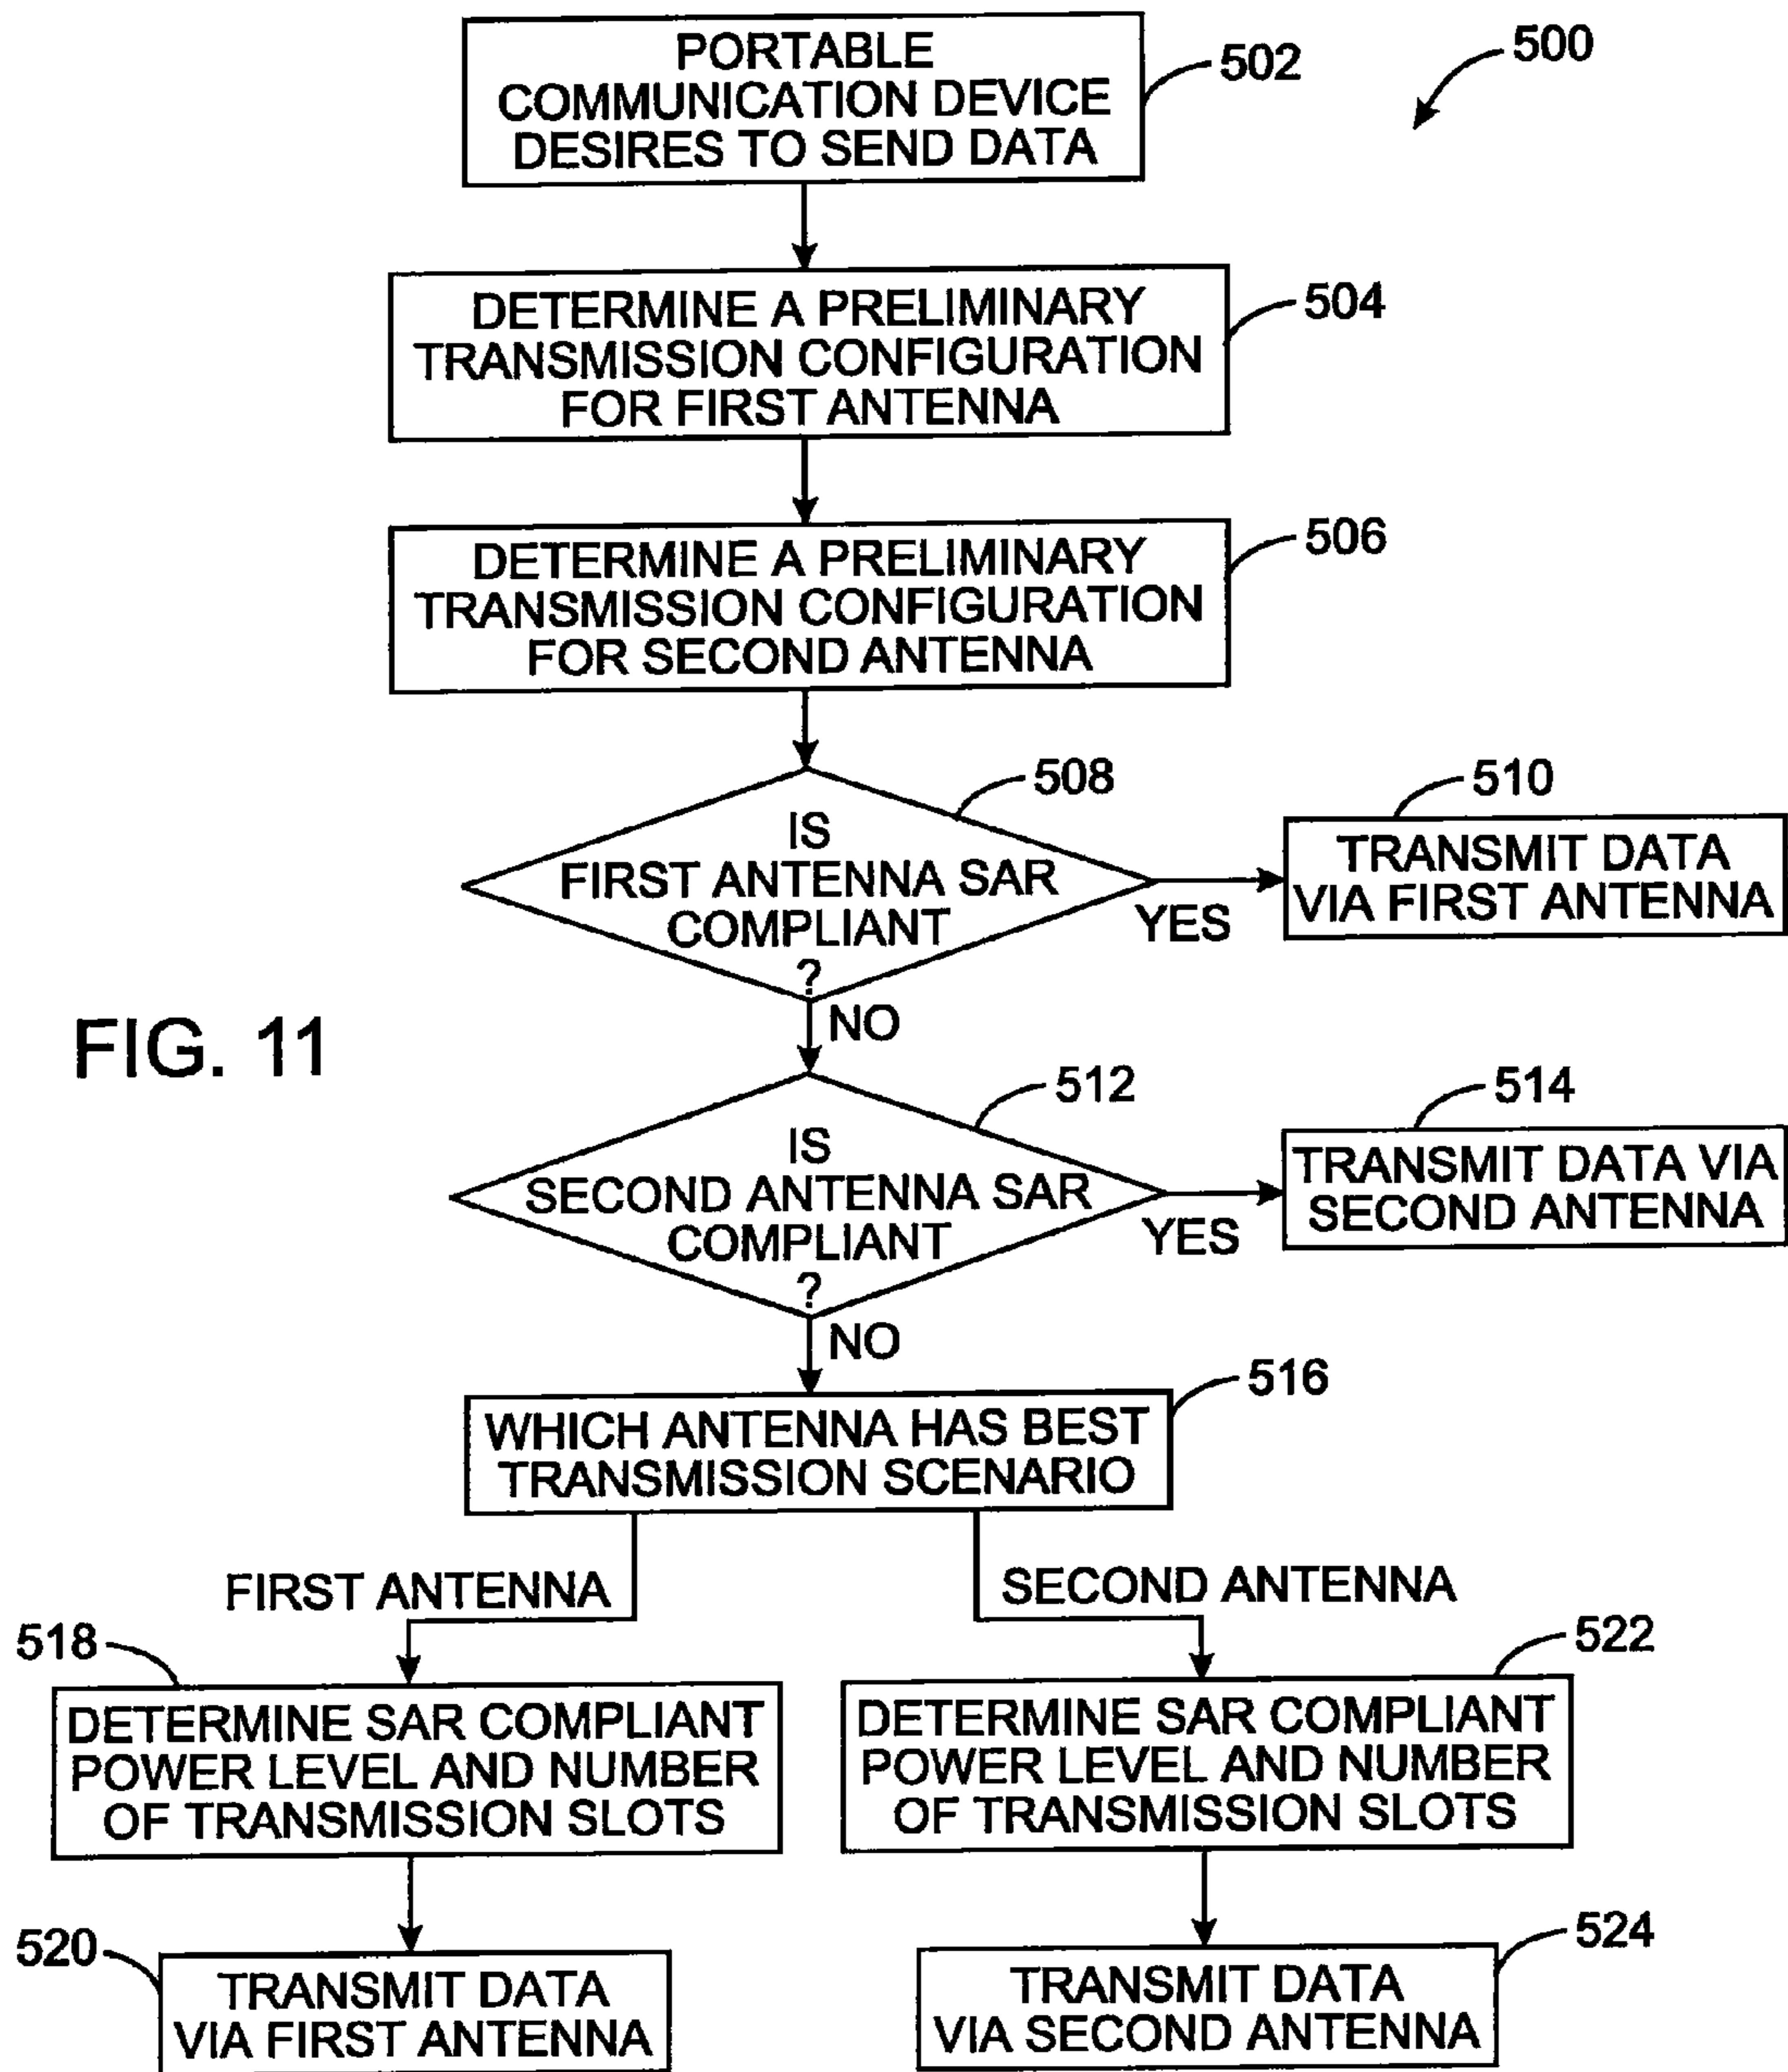 PORTABLE
COMMUNICATION DEVICE
DESIRES TO SEND DATA
502
500
DETERMINE A PRELIMINARY
TRANSMISSION CONFIGURATION
FOR FIRST ANTENNA
504
DETERMINE A PRELIMINARY
TRANSMISSION CONFIGURATION
FOR SECOND ANTENNA
506
IS
FIRST ANTENNA SAR
COMPLIANT
?
508
YES
510
TRANSMIT DATA
VIA FIRST ANTENNA
NO
FIG. 11
IS
SECOND ANTENNA SAR
COMPLIANT
?
512
YES
514
TRANSMIT DATA VIA
SECOND ANTENNA
NO
WHICH ANTENNA HAS BEST
TRANSMISSION SCENARIO
516
FIRST ANTENNA
SECOND ANTENNA
518
DETERMINE SAR COMPLIANT
POWER LEVEL AND NUMBER
OF TRANSMISSION SLOTS
522
DETERMINE SAR COMPLIANT
POWER LEVEL AND NUMBER
OF TRANSMISSION SLOTS
520
TRANSMIT DATA
VIA FIRST ANTENNA
524
TRANSMIT DATA
VIA SECOND ANTENNA